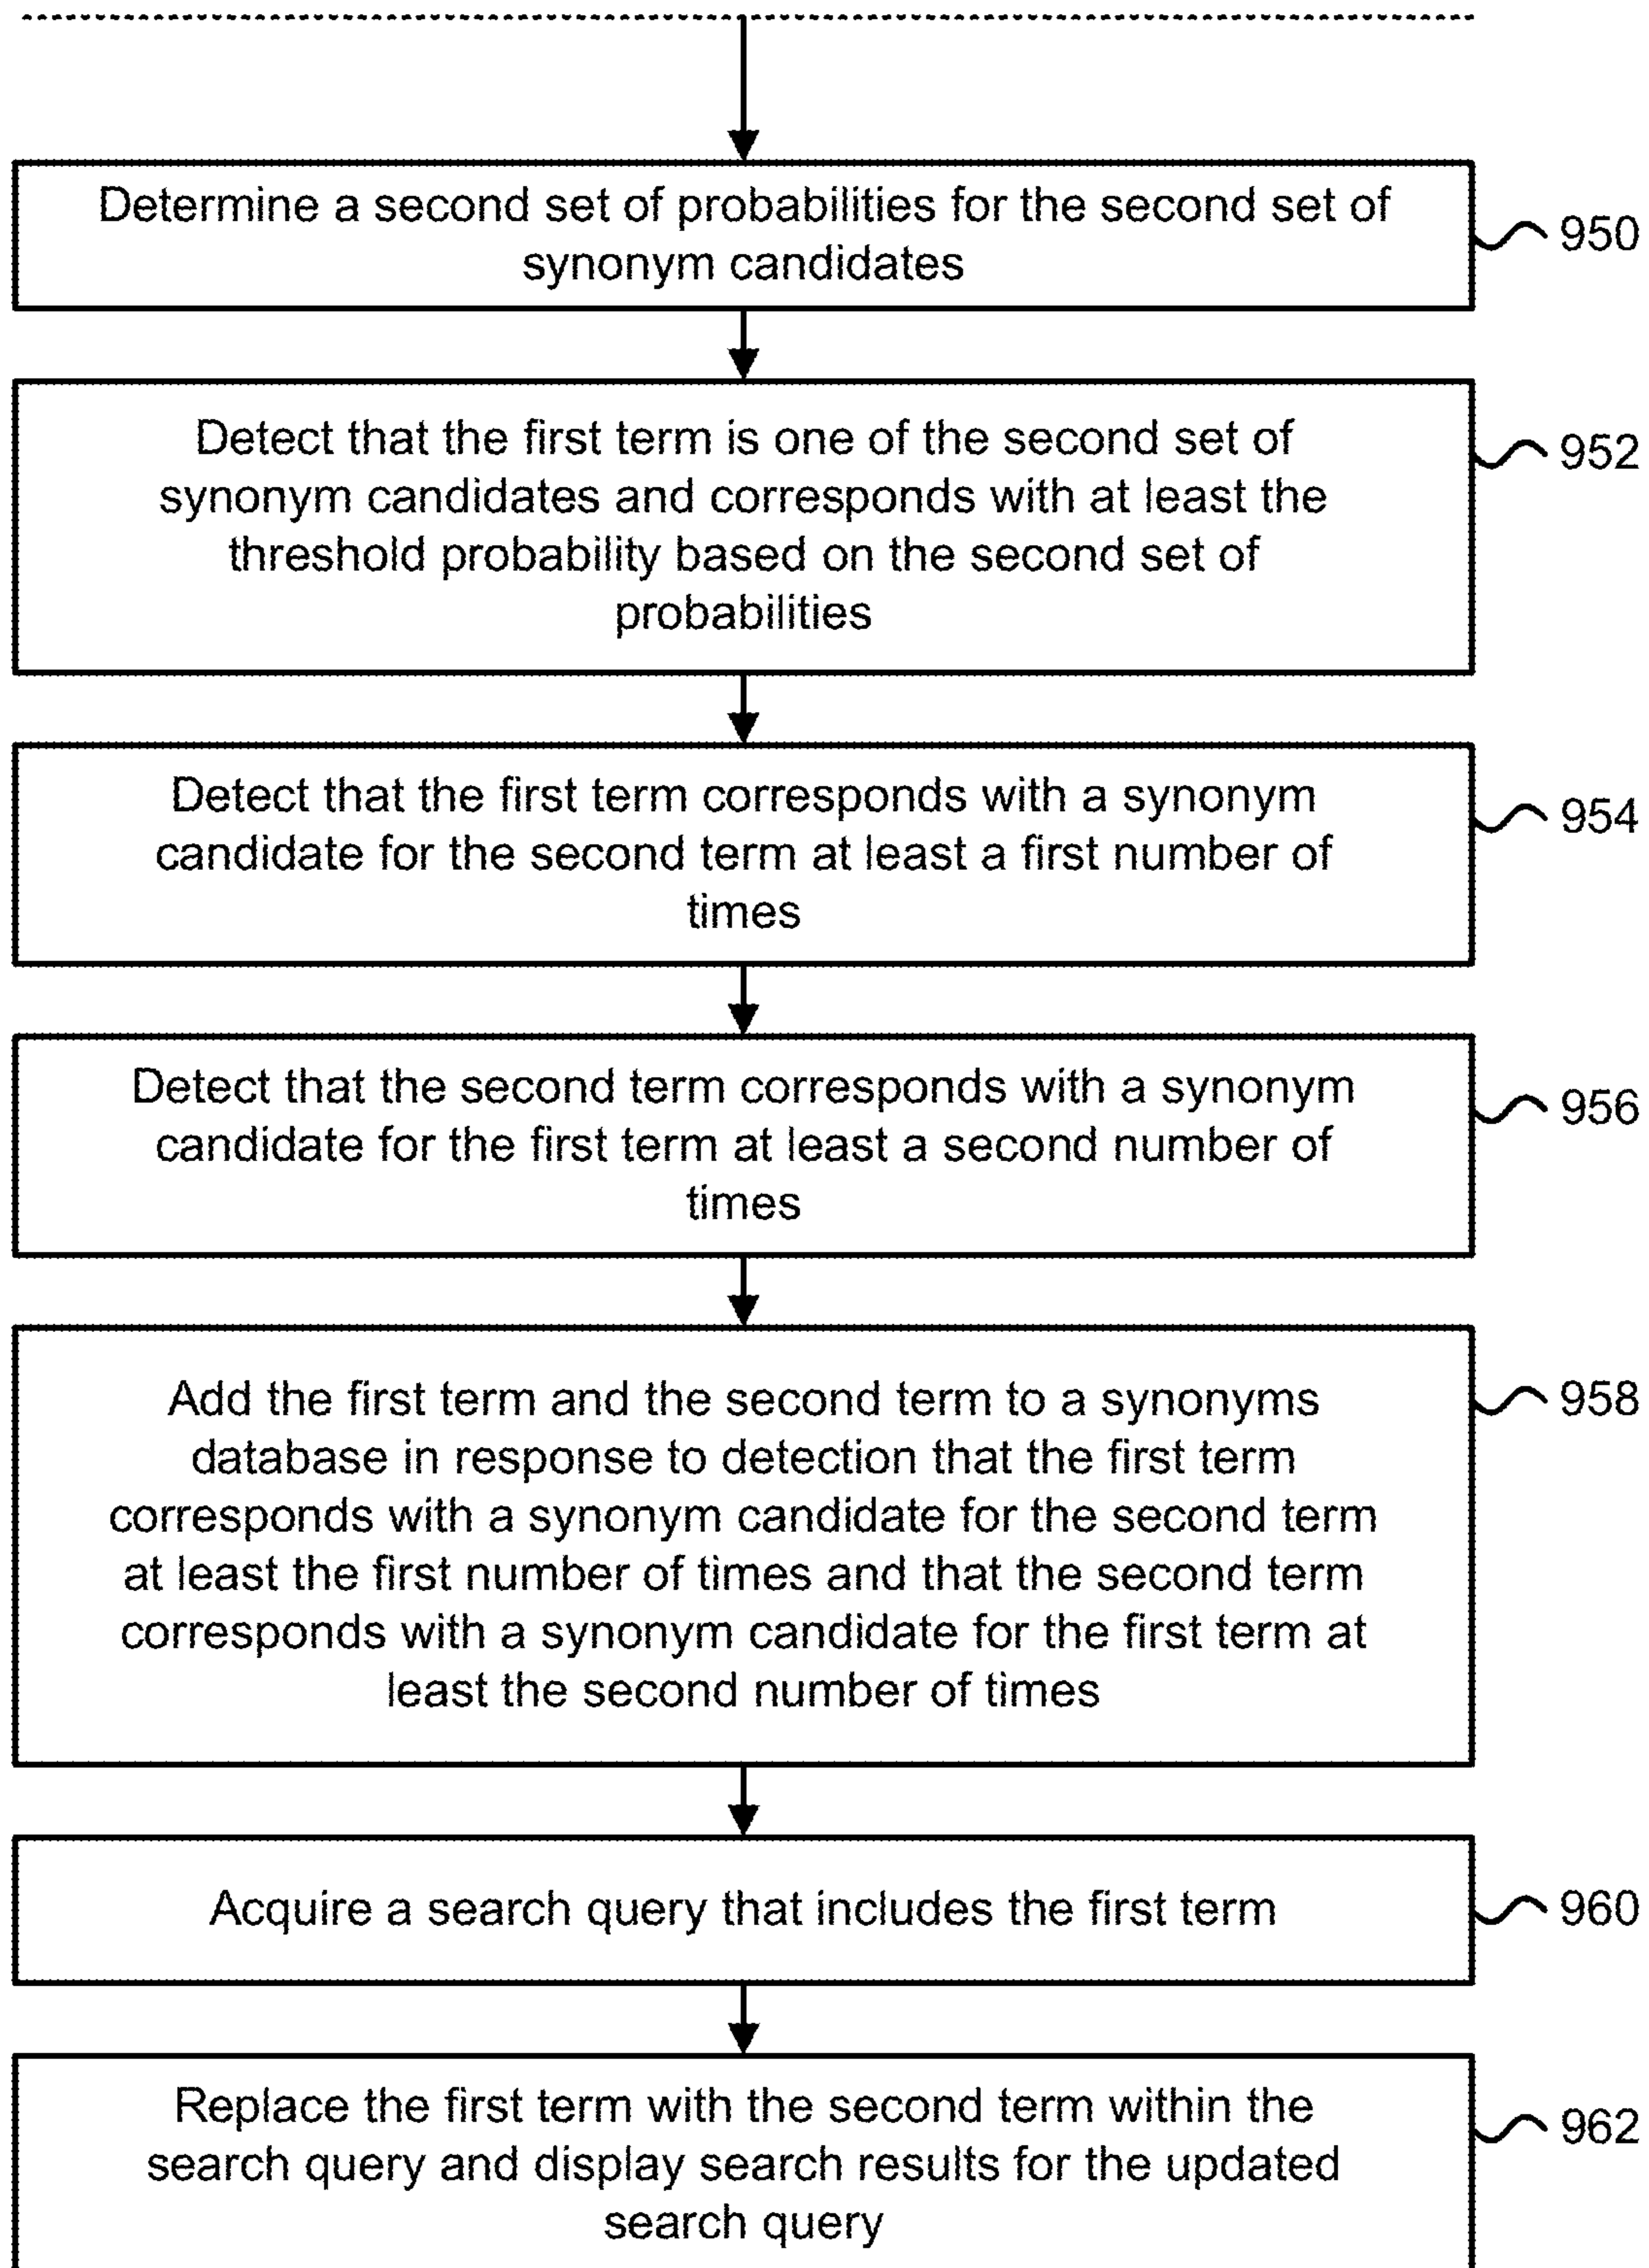 Determine a second set of probabilities for the second set of
synonym candidates
950
Detect that the first term is one of the second set of
synonym candidates and corresponds with at least the
threshold probability based on the second set of
probabilities
952
Detect that the first term corresponds with a synonym
candidate for the second term at least a first number of
times
954
Detect that the second term corresponds with a synonym
candidate for the first term at least a second number of
times
956
Add the first term and the second term to a synonyms
database in response to detection that the first term
corresponds with a synonym candidate for the second term
at least the first number of times and that the second term
corresponds with a synonym candidate for the first term at
least the second number of times
958
Acquire a search query that includes the first term
960
Replace the first term with the second term within the
search query and display search results for the updated
search query
962